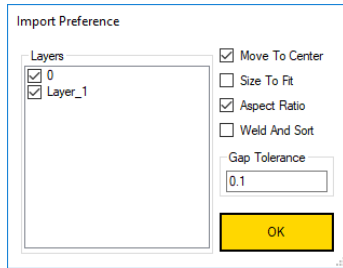 Import Preference
Layers
0
Layer_1
Move To Center
Size To Fit
Aspect Ratio
Weld And Sort
Gap Tolerance
0.1
OK